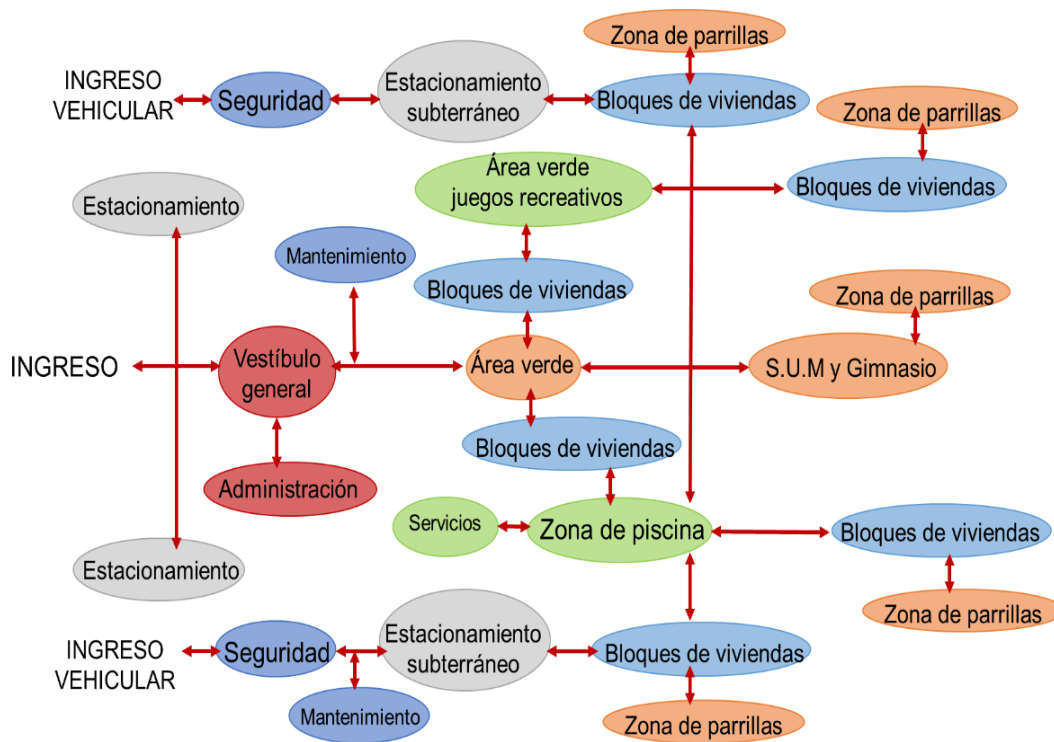 Zona de parrillas
INGRESO
VEHICULAR
Seguridad
Estacionamiento
subterráneo
Bloques de viviendas
Zona de parrillas
Área verde
juegos recreativos
Bloques de viviendas
Estacionamiento
Mantenimiento
Bloques de viviendas
Zona de parrillas
INGRESO
Vestíbulo
general
Área verde
S.U.M y Gimnasio
Bloques de viviendas
Administración
Servicios
Zona de piscina
Bloques de viviendas
Estacionamiento
Zona de parrillas
INGRESO
VEHICULAR
Seguridad
Estacionamiento
subterráneo
Bloques de viviendas
Mantenimiento
Zona de parrillas